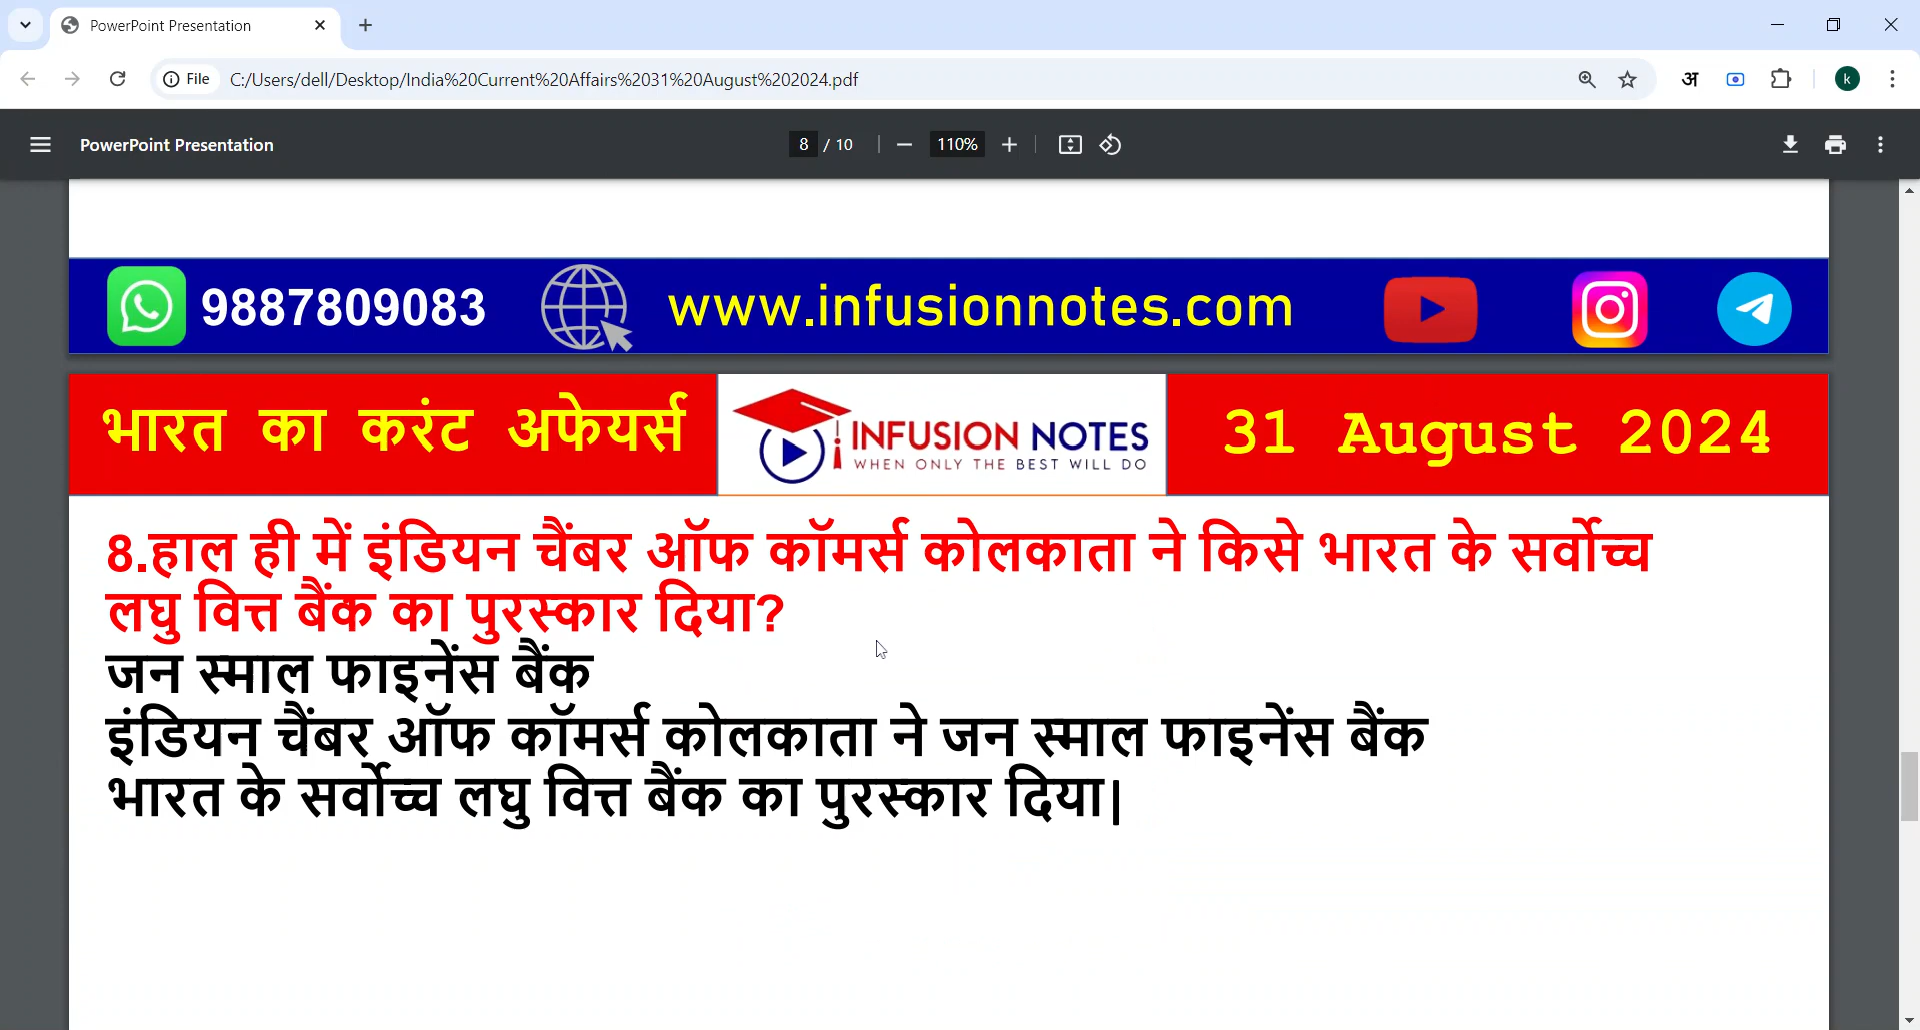 PowerPoint Presentation
File C:/Users/dell/Desktop/India%20Current%20Affairs%2031%20August%202024.pdf
अ
k
PowerPoint Presentation
8 / 10
110%
9887809083
www.infusionnotes.com
भारत का करंट अफेयर्स
INFUSION NOTES
WHEN ONLY THE BEST WILL DO
31 August 2024
8.हाल ही में इंडियन चैंबर ऑफ कॉमर्स कोलकाता ने किसे भारत के सर्वोच्च
लघु वित्त बैंक का पुरस्कार दिया?
जन स्माल फाइनेंस बैंक
इंडियन चैंबर ऑफ कॉमर्स कोलकाता ने जन स्माल फाइनेंस बैंक
भारत के सर्वोच्च लघु वित्त बैंक का पुरस्कार दिया|